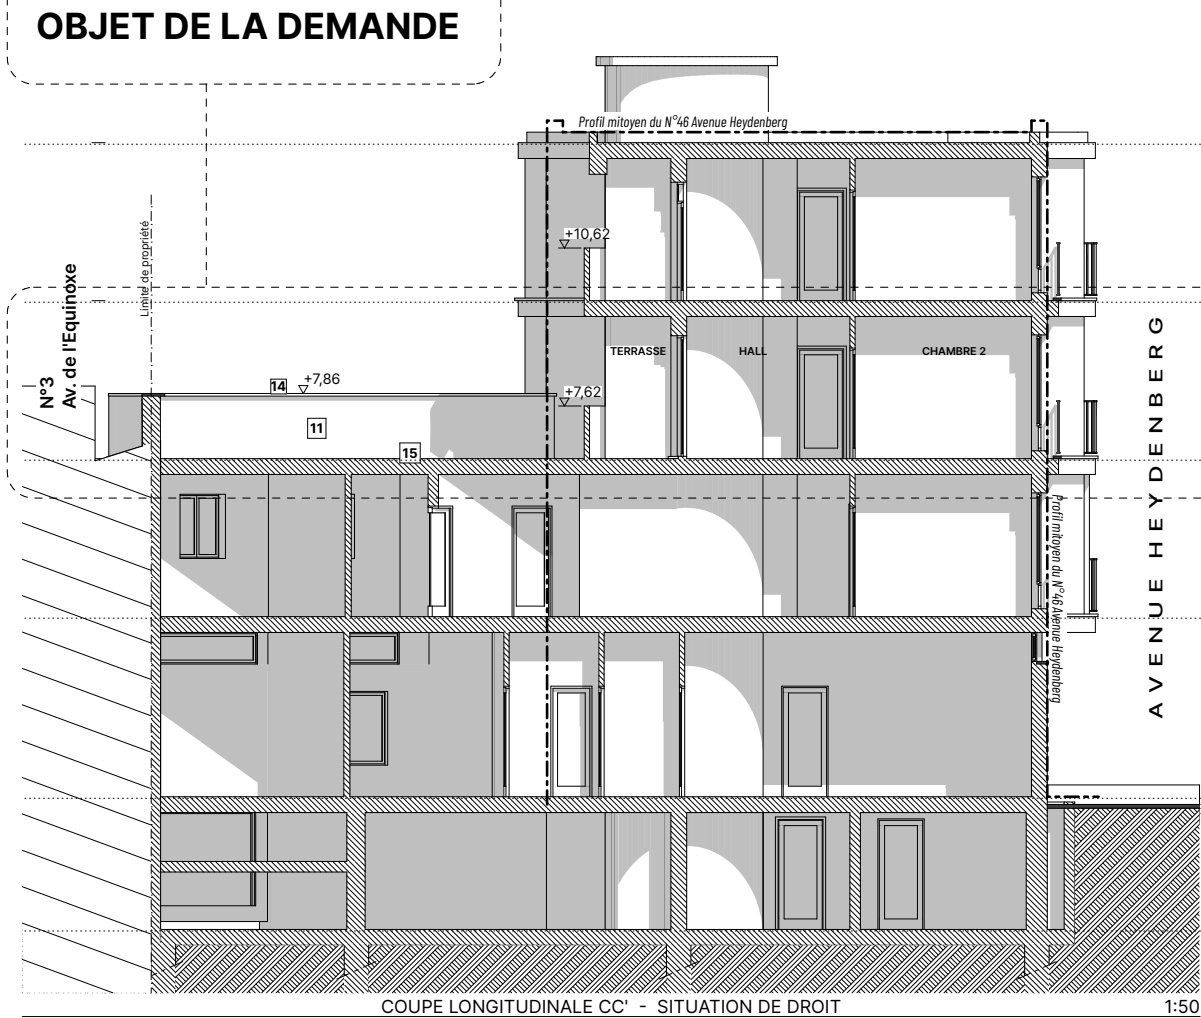 OBJET DE LA DEMANDE
Profil mitoyen du N°46 Avenue Heydenberg
+10,62
Limite de propriété
N°3
Av. de l'Equinoxe
TERRASSE
HALL
CHAMBRE 2
14
+7,86
+7,62
11
15
AVENUE HEYDENBERG
Profil mitoyen du N°46 Avenue Heydenberg
COUPE LONGITUDINALE CC' - SITUATION DE DROIT
1:50